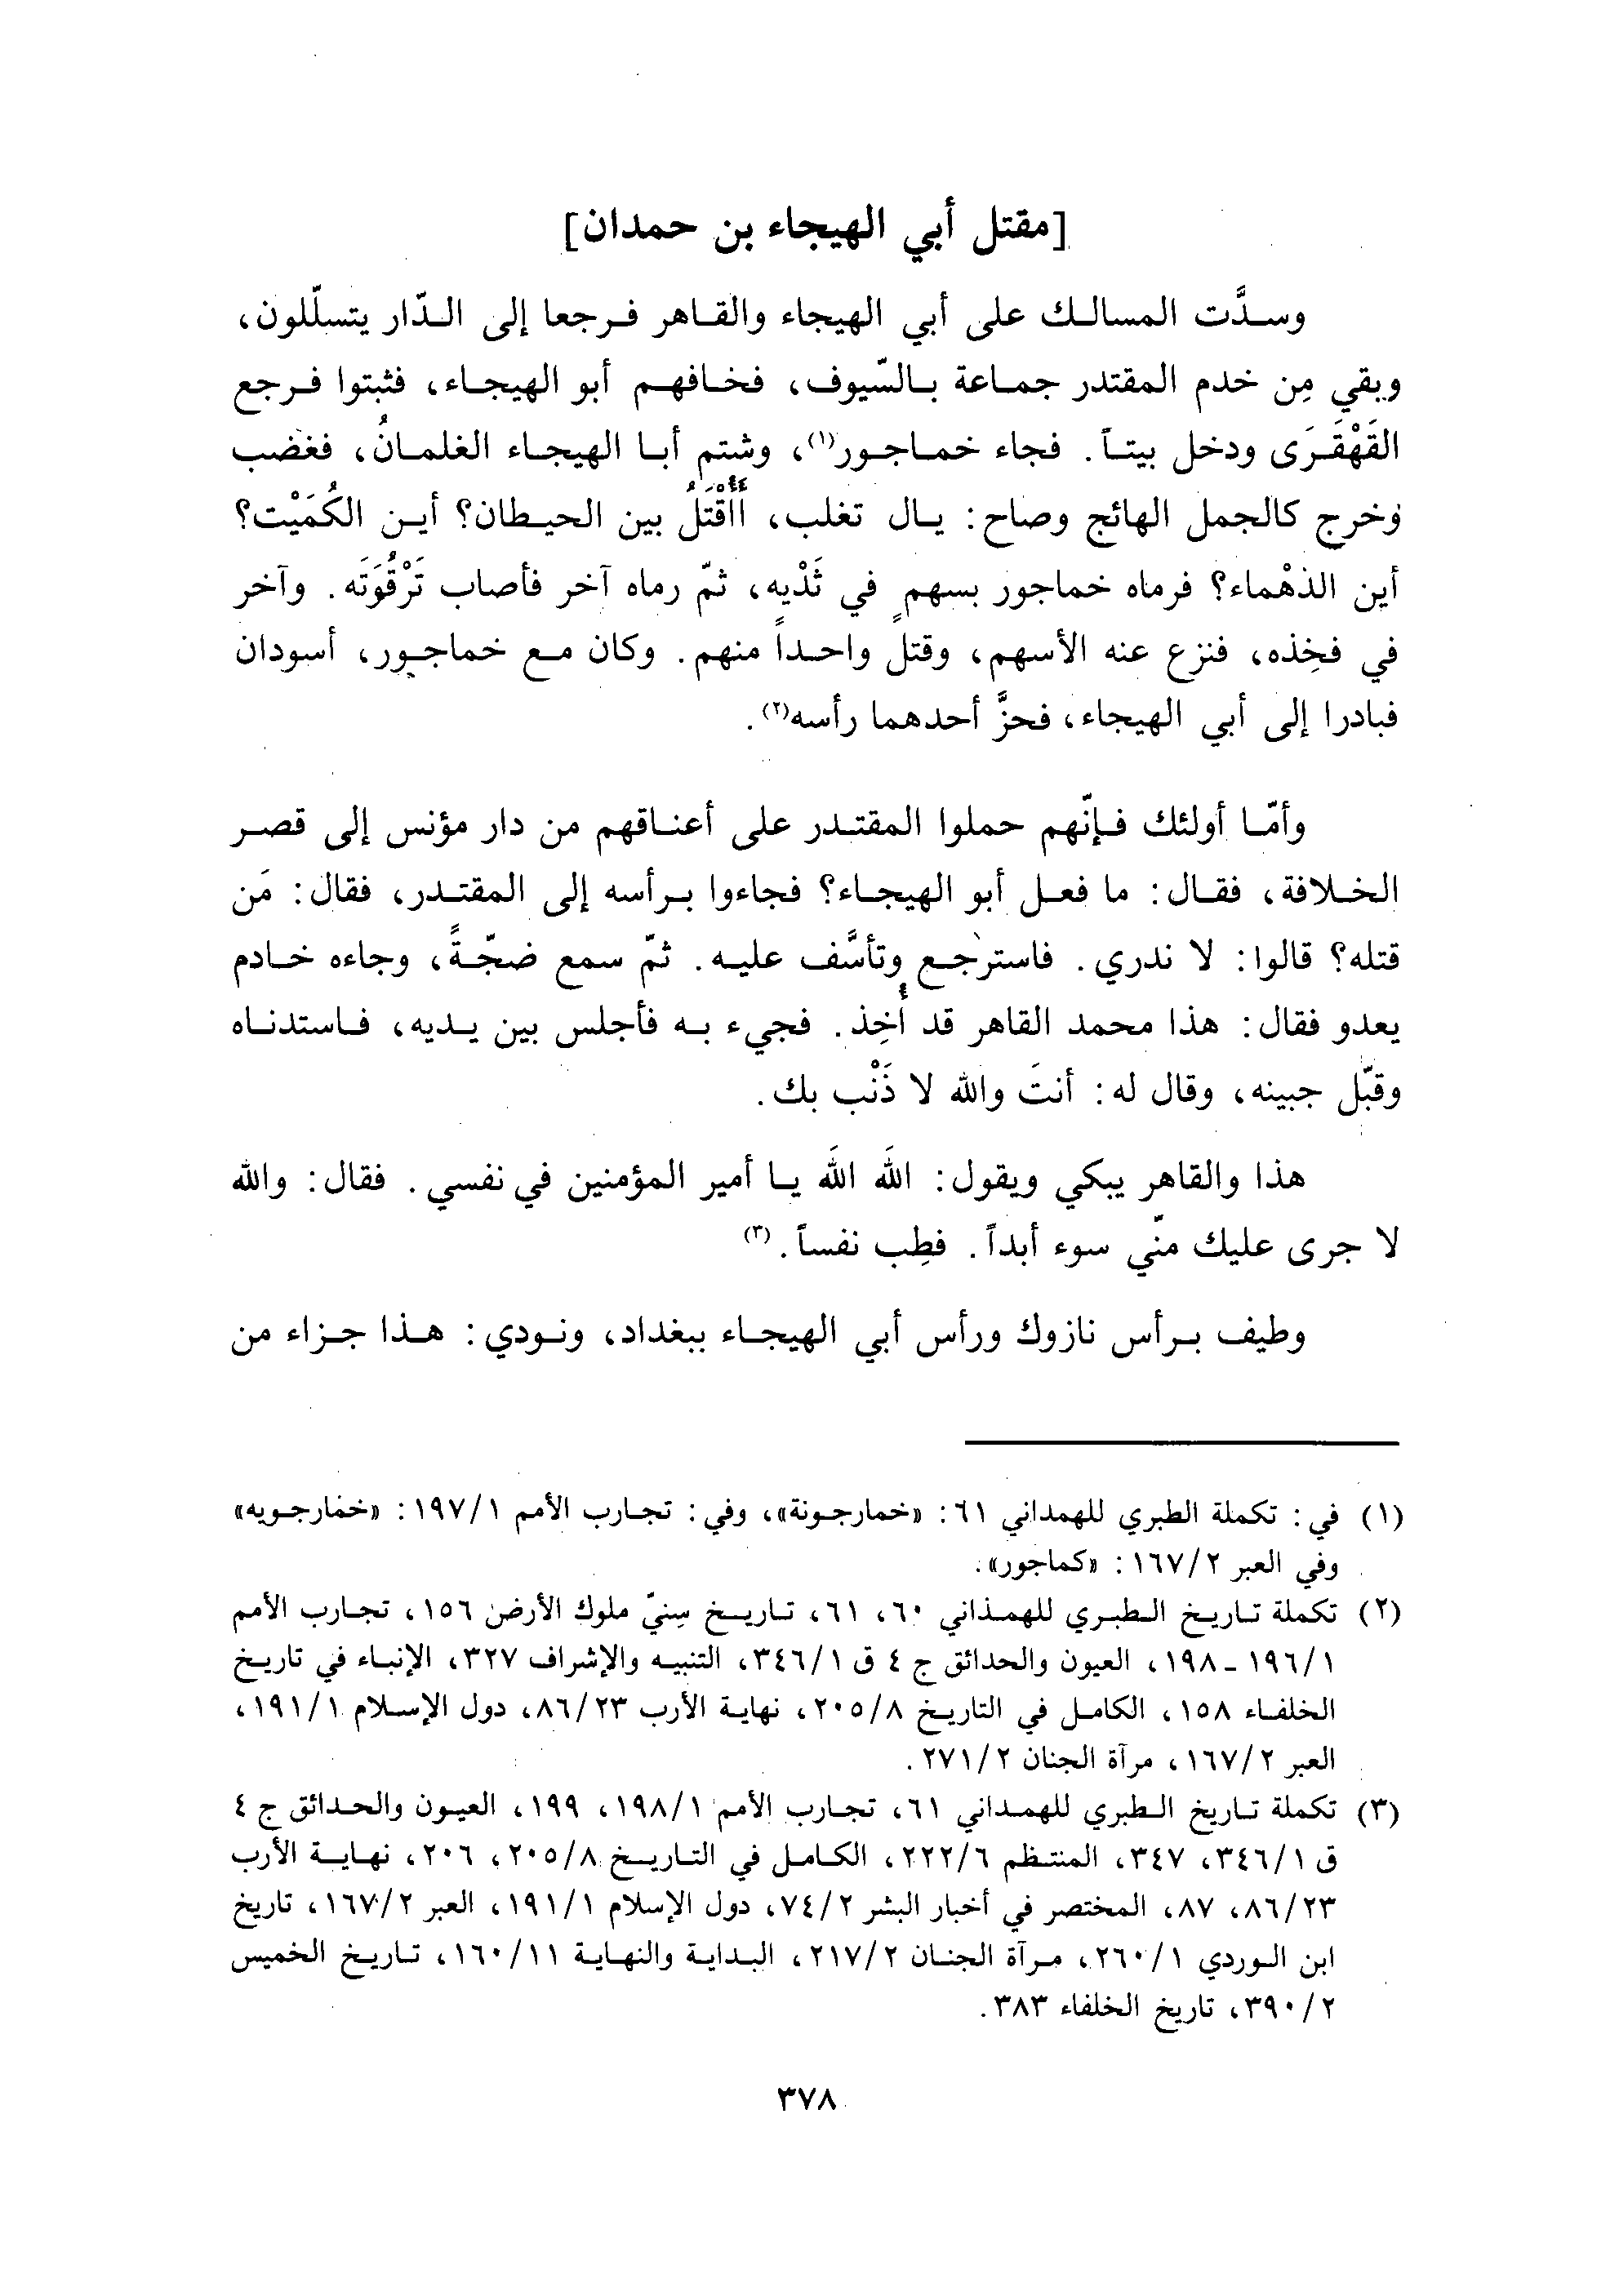 [مقتل أبي الهيجاء بن حمدان]
وسدَّت المسالك على أبي الهيجاء والقاهر فرجعا إلى الدّار يتسلّلون،
وبقي مِن خدم المقتدر جماعة بالسّيوف، فخافهم أبو الهيجاء، فثبتوا فرجع
القَهْقَرَى ودخل بيتاً. فجاء خماجور(١)، وشتم أبا الهيجاء الغلمانُ، فغضب
وخرج كالجمل الهائج وصاح: يال تغلب، أَأُقْتَلُ بين الحيطان؟ أين الكُمَيْت؟
أين الدَهْماء؟ فرماه خماجور بسهمٍ في ثَدْيه، ثمّ رماه آخر فأصاب تَرْقُوَتَه. وآخر
في فخِذه، فنزع عنه الأسهم، وقتل واحداً منهم. وكان مع خماجور، أسودان
فبادرا إلى أبي الهيجاء، فحزَّ أحدهما رأسه(٢).
وأمّا أولئك فإنّهم حملوا المقتدر على أعناقهم من دار مؤنس إلى قصر
الخلافة، فقال: ما فعل أبو الهيجاء؟ فجاءوا برأسه إلى المقتدر، فقال: مَن
قتله؟ قالوا: لا ندري. فاسترجع وتأسَّف عليه. ثمّ سمع ضجّةً، وجاءه خادم
يعدو فقال: هذا محمد القاهر قد أُخِذ. فجيء به فأجلس بين يديه، فاستدناه
وقبّل جبينه، وقال له: أنتَ والله لا ذَنْب بك.
هذا والقاهر يبكي ويقول: اللهَ اللهَ يا أمير المؤمنين في نفسي. فقال: والله
لا جرى عليك منّي سوء أبداً. فطِب نفساً.(٣)
وطيف برأس نازوك ورأس أبي الهيجاء ببغداد، ونودي: هذا جزاء من
(١) في: تكملة الطبري للهمداني ٦١: «خمارجونة»، وفي: تجارب الأمم ١٩٧/١: «خمارجويه»
وفي العبر ١٦٧/٢: «كماجور».
(٢) تكملة تاريخ الطبري للهمذاني ٦٠، ٦١، تاريخ سِنيّ ملوك الأرض ١٥٦، تجارب الأمم
١٩٦/١ - ١٩٨، العيون والحدائق ج ٤ ق ٣٤٦/١، التنبيه والإشراف ٣٢٧، الإنباء في تاريخ
الخلفاء ١٥٨، الكامل في التاريخ ٢٠٥/٨، نهاية الأرب ٨٦/٢٣، دول الإسلام ١٩١/١،
العبر ١٦٧/٢، مرآة الجنان ٢٧١/٢.
(٣) تكملة تاريخ الطبري للهمداني ٦١، تجارب الأمم ١٩٨/١، ١٩٩، العيون والحدائق ج ٤
ق ٣٤٦/١، ٣٤٧، المنتظم ٢٢٢/٦، الكامل في التاريخ ٢٠٥/٨، ٢٠٦، نهاية الأرب
٨٦/٢٣، ٨٧، المختصر في أخبار البشر ٧٤/٢، دول الإسلام ١٩١/١، العبر ١٦٧/٢، تاريخ
ابن الوردي ٢٦٠/١، مرآة الجنان ٢١٧/٢، البداية والنهاية ١٦٠/١١، تاريخ الخميس
٣٩٠/٢، تاريخ الخلفاء ٣٨٣.
٣٧٨